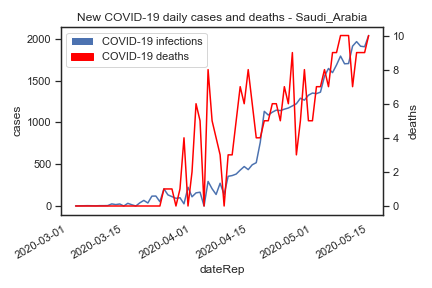 New COVID-19 daily cases and deaths - Saudi_Arabia
COVID-19 infections
COVID-19 deaths
2000
1500
1000
500
0
cases
10
8
6
4
2
0
deaths
2020-03-01
2020-03-15
2020-04-01
2020-04-15
2020-05-01
2020-05-15
dateRep